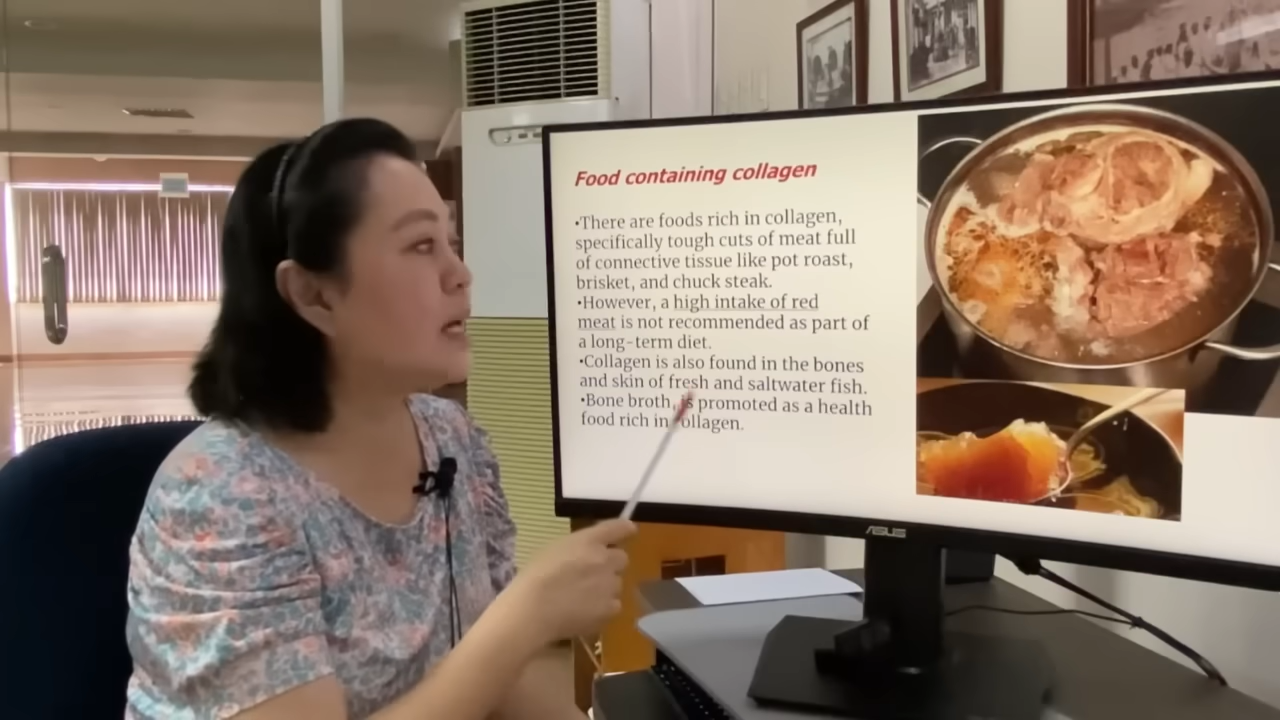 Food containing collagen
•There are foods rich in collagen,
specifically tough cuts of meat full
of connective tissue like pot roast,
brisket, and chuck steak.
•However, a high intake of red
meat is not recommended as part of
a long-term diet.
•Collagen is also found in the bones
and skin of fresh and saltwater fish.
•Bone broth, is promoted as a health
food rich in collagen.
ASUS